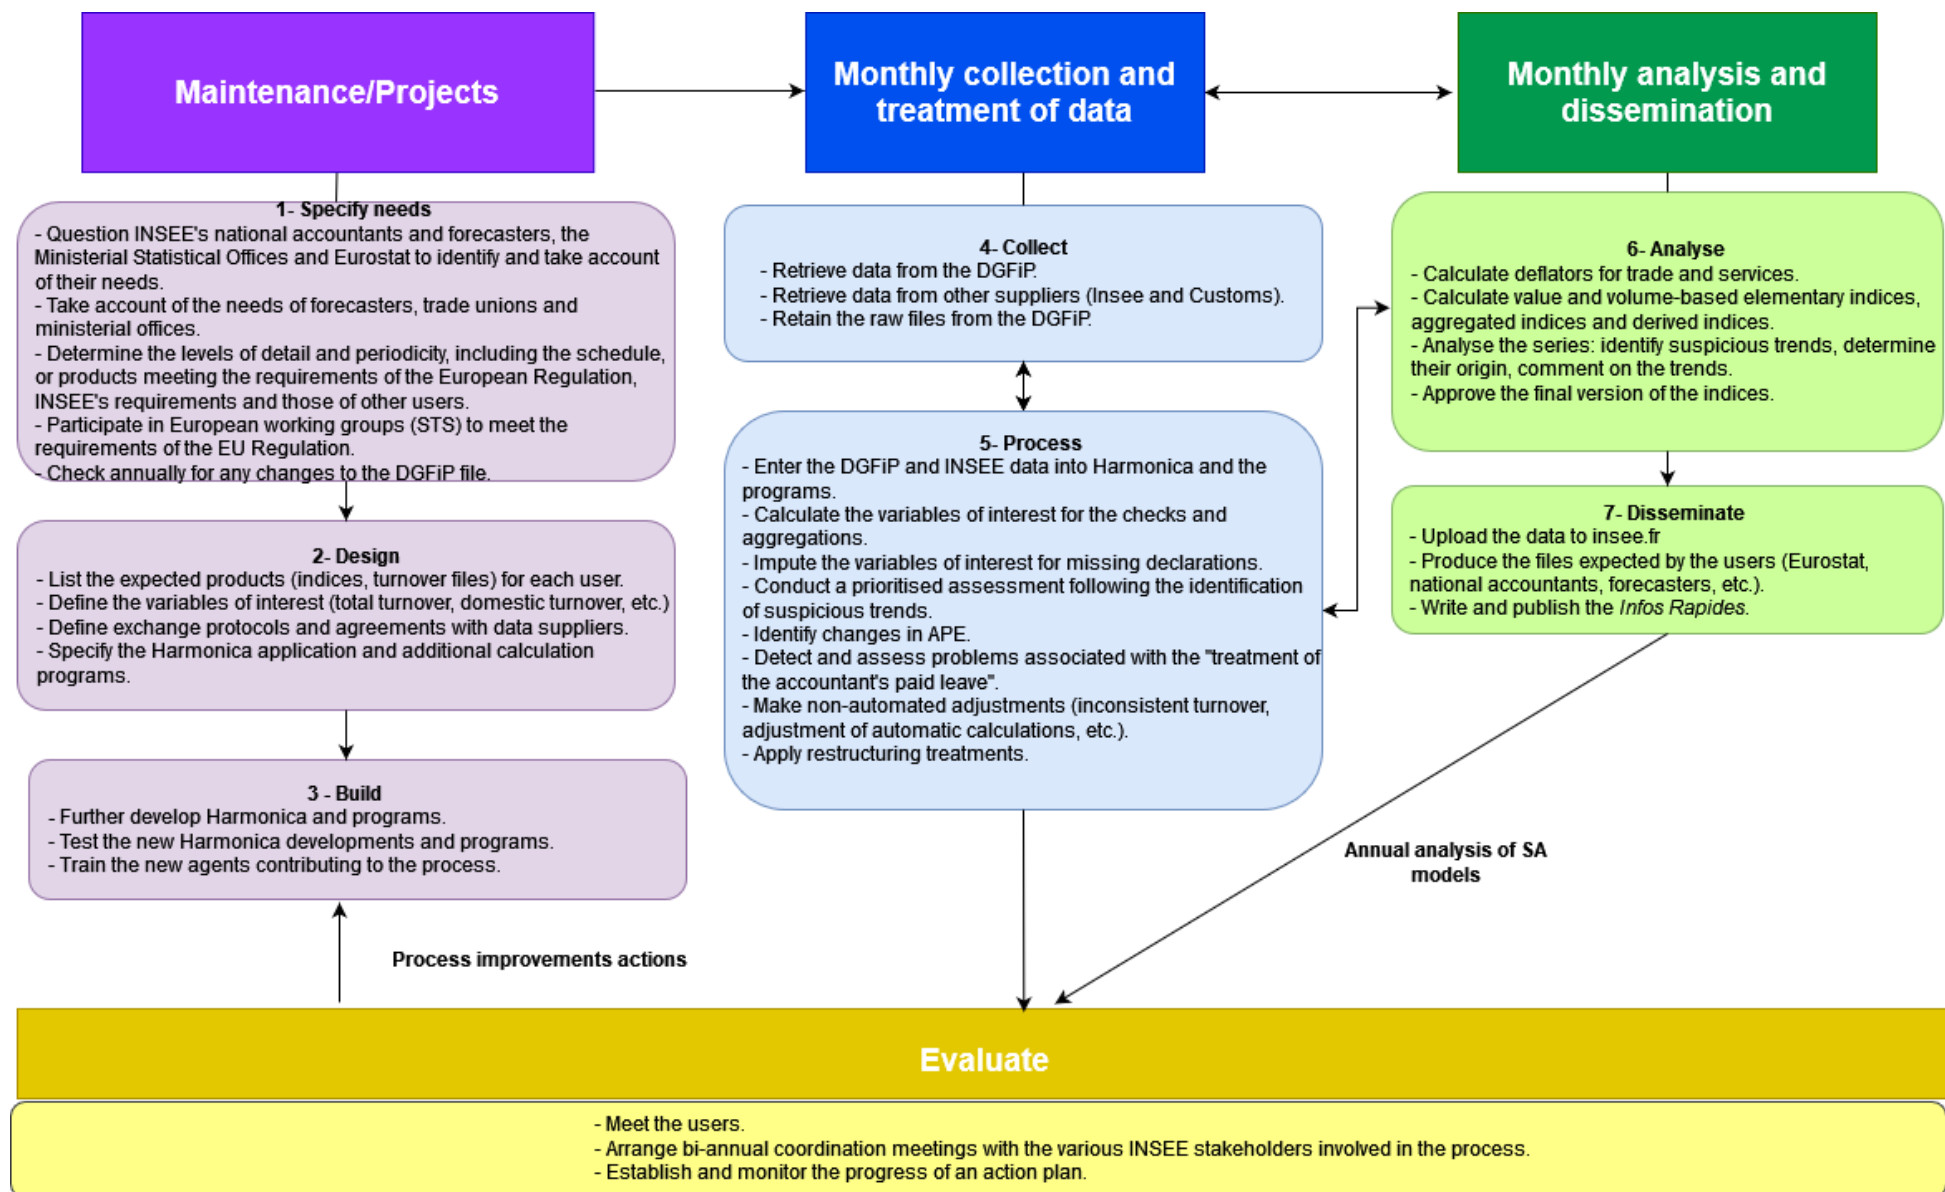 Maintenance/Projects
Monthly collection and
treatment of data
Monthly analysis and
dissemination
1- Specify needs
- Question INSEE's national accountants and forecasters, the
Ministerial Statistical Offices and Eurostat to identify and take account
of their needs.
- Take account of the needs of forecasters, trade unions and
ministerial offices.
- Determine the levels of detail and periodicity, including the schedule,
or products meeting the requirements of the European Regulation,
INSEE's requirements and those of other users.
- Participate in European working groups (STS) to meet the
requirements of the EU Regulation.
- Check annually for any changes to the DGFiP file.
2- Design
- List the expected products (indices, turnover files) for each user.
- Define the variables of interest (total turnover, domestic turnover, etc.)
- Define exchange protocols and agreements with data suppliers.
- Specify the Harmonica application and additional calculation
programs.
3 - Build
- Further develop Harmonica and programs.
- Test the new Harmonica developments and programs.
- Train the new agents contributing to the process.
Process improvements actions
4- Collect
- Retrieve data from the DGFiP.
- Retrieve data from other suppliers (Insee and Customs).
- Retain the raw files from the DGFiP.
5- Process
- Enter the DGFiP and INSEE data into Harmonica and the
programs.
- Calculate the variables of interest for the checks and
aggregations.
- Impute the variables of interest for missing declarations.
- Conduct a prioritised assessment following the identification
of suspicious trends.
- Identify changes in APE.
- Detect and assess problems associated with the "treatment of
the accountant's paid leave".
- Make non-automated adjustments (inconsistent turnover,
adjustment of automatic calculations, etc.).
- Apply restructuring treatments.
6- Analyse
- Calculate deflators for trade and services.
- Calculate value and volume-based elementary indices,
aggregated indices and derived indices.
- Analyse the series: identify suspicious trends, determine
their origin, comment on the trends.
- Approve the final version of the indices.
7- Disseminate
- Upload the data to insee.fr
- Produce the files expected by the users (Eurostat,
national accountants, forecasters, etc.).
- Write and publish the Infos Rapides.
Annual analysis of SA
models
Evaluate
- Meet the users.
- Arrange bi-annual coordination meetings with the various INSEE stakeholders involved in the process.
- Establish and monitor the progress of an action plan.